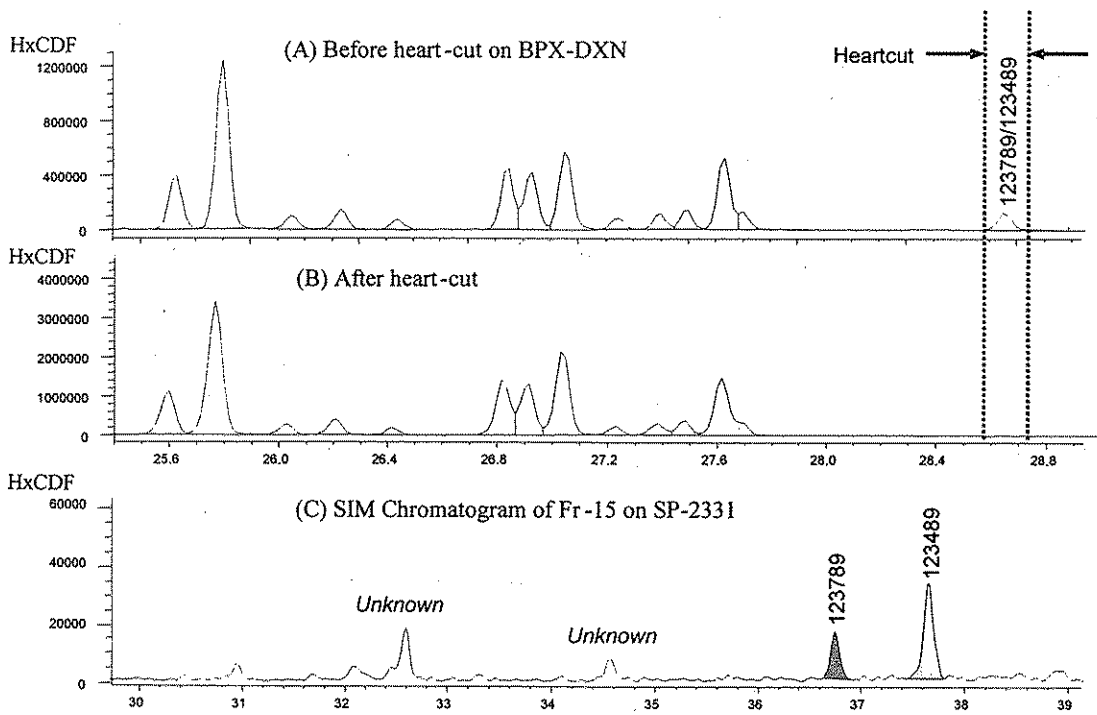 HxCDF
(A) Before heart-cut on BPX-DXN
Heartcut
1200000
800000
400000
0
123789/123489
HxCDF
(B) After heart-cut
4000000
3000000
2000000
1000000
0
25.6 26.0 26.4 26.8 27.2 27.6 28.0 28.4 28.8
HxCDF
(C) SIM Chromatogram of Fr-15 on SP-2331
60000
40000
20000
0
Unknown
Unknown
123789
123489
30 31 32 33 34 35 36 37 38 39